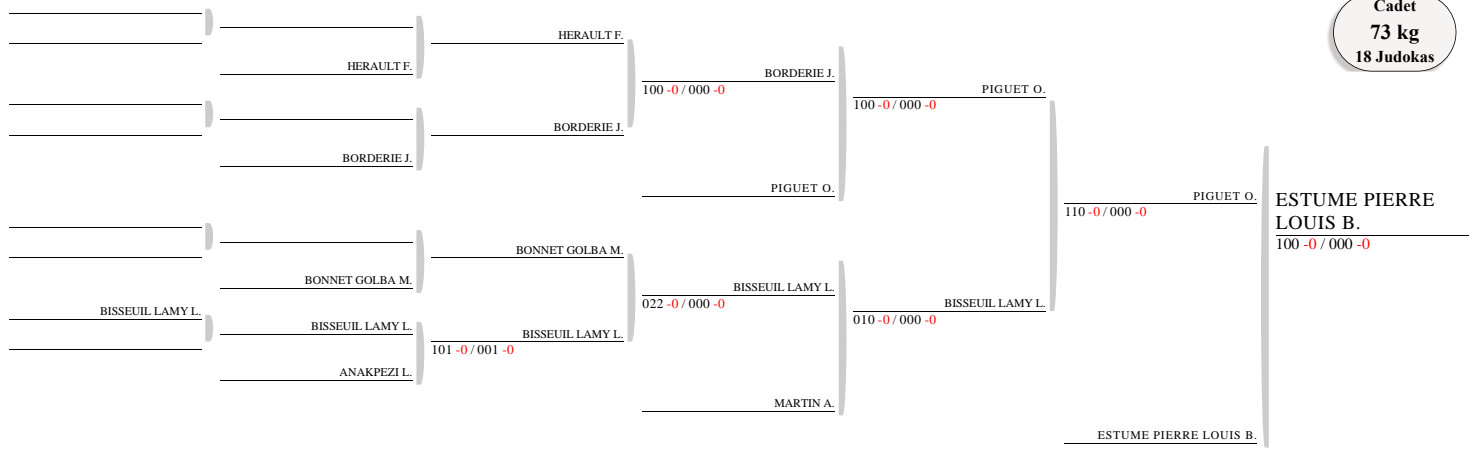 Cadet
73 kg
18 Judokas
HERAULT F.
HERAULT F.
BORDERIE J.
100 -0 / 000 -0
PIGUET O.
100 -0 / 000 -0
BORDERIE J.
BORDERIE J.
PIGUET O.
PIGUET O.
110 -0 / 000 -0
ESTUME PIERRE
LOUIS B.
100 -0 / 000 -0
BONNET GOLBA M.
BONNET GOLBA M.
BISSEUIL LAMY L.
022 -0 / 000 -0
BISSEUIL LAMY L.
010 -0 / 000 -0
BISSEUIL LAMY L.
BISSEUIL LAMY L.
BISSEUIL LAMY L.
101 -0 / 001 -0
ANAKPEZI L.
MARTIN A.
ESTUME PIERRE LOUIS B.